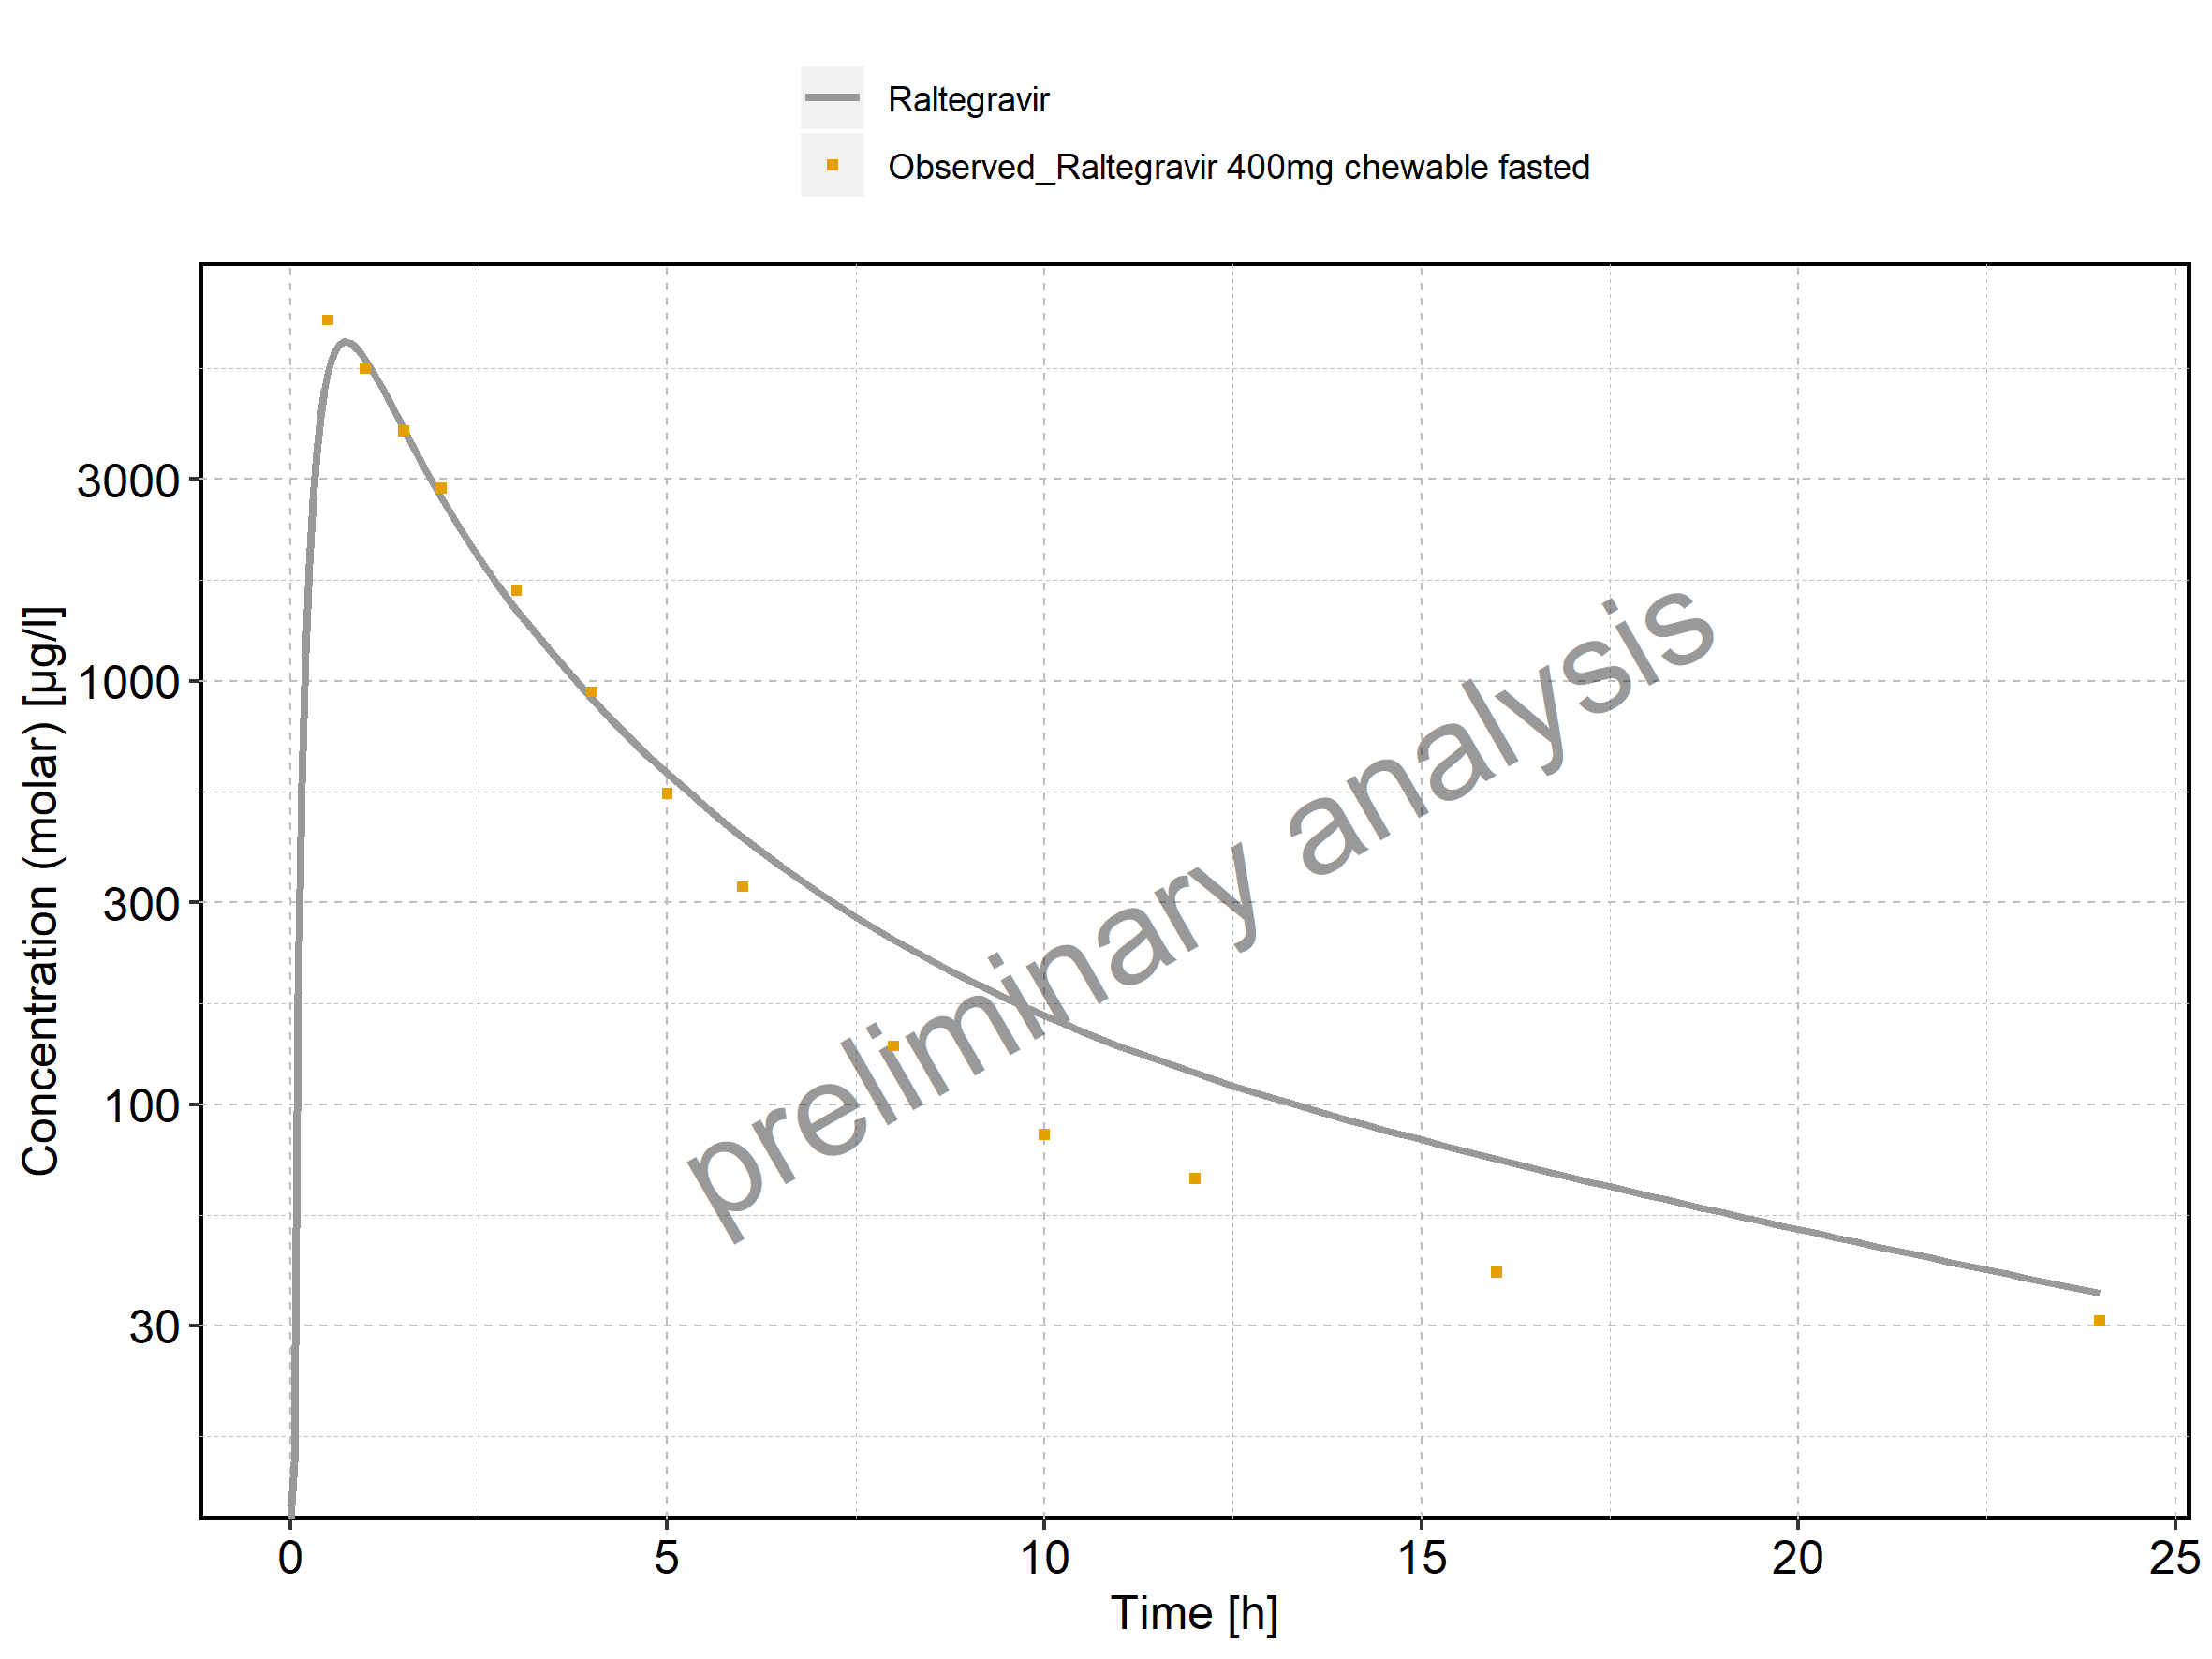 Raltegravir
Observed_Raltegravir 400mg chewable fasted
Concentration (molar) [µg/l]
3000
1000
300
100
30
preliminary analysis
0 5 10 15 20 25
Time [h]